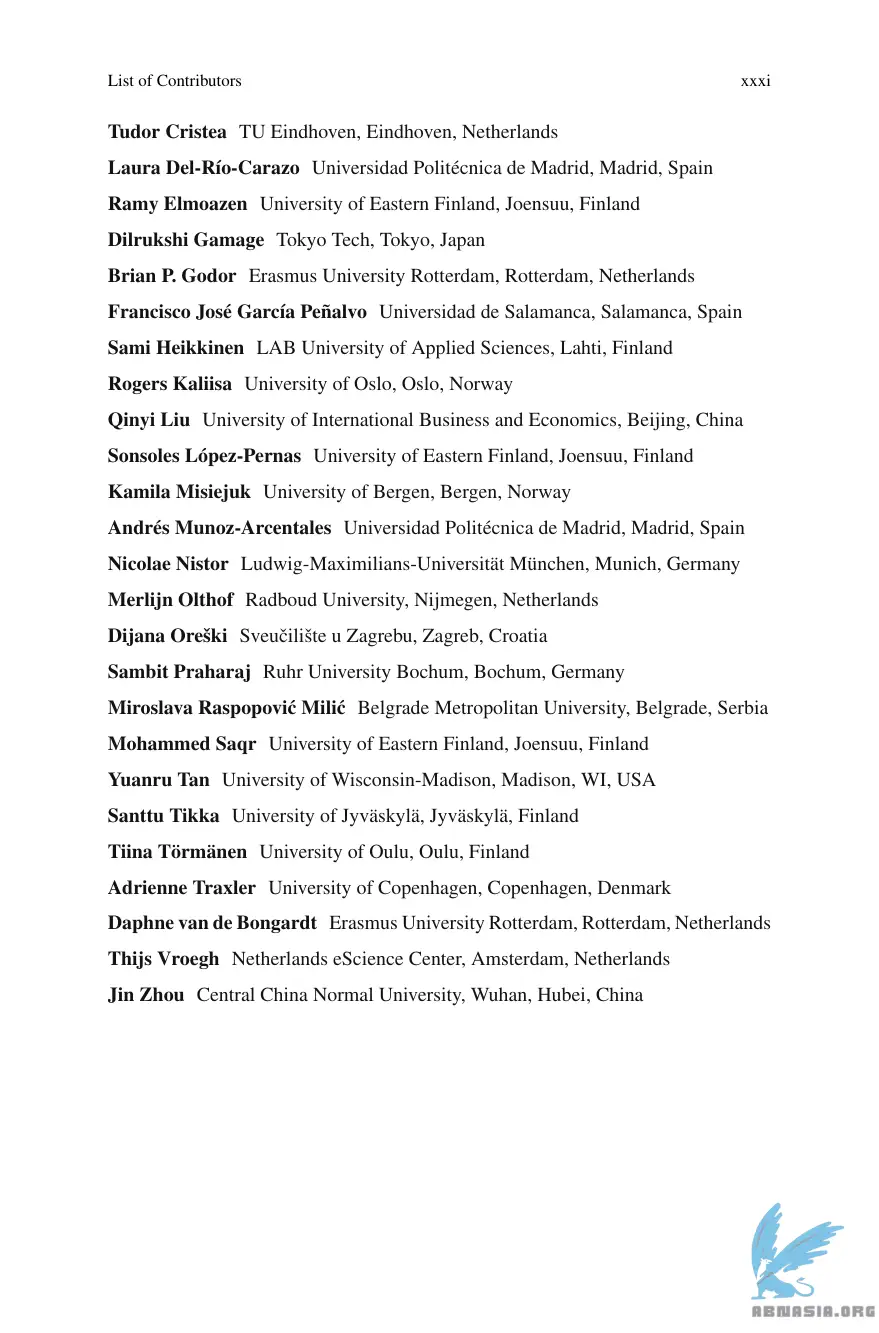 List of Contributors xxxi
Tudor Cristea TU Eindhoven, Eindhoven, Netherlands
Laura Del-Río-Carazo Universidad Politécnica de Madrid, Madrid, Spain
Ramy Elmoazen University of Eastern Finland, Joensuu, Finland
Dilrukshi Gamage Tokyo Tech, Tokyo, Japan
Brian P. Godor Erasmus University Rotterdam, Rotterdam, Netherlands
Francisco José García Peñalvo Universidad de Salamanca, Salamanca, Spain
Sami Heikkinen LAB University of Applied Sciences, Lahti, Finland
Rogers Kaliisa University of Oslo, Oslo, Norway
Qinyi Liu University of International Business and Economics, Beijing, China
Sonsoles López-Pernas University of Eastern Finland, Joensuu, Finland
Kamila Misiejuk University of Bergen, Bergen, Norway
Andrés Munoz-Arcentales Universidad Politécnica de Madrid, Madrid, Spain
Nicolae Nistor Ludwig-Maximilians-Universität München, Munich, Germany
Merlijn Olthof Radboud University, Nijmegen, Netherlands
Dijana Oreški Sveučilište u Zagrebu, Zagreb, Croatia
Sambit Praharaj Ruhr University Bochum, Bochum, Germany
Miroslava Raspopović Milić Belgrade Metropolitan University, Belgrade, Serbia
Mohammed Saqr University of Eastern Finland, Joensuu, Finland
Yuanru Tan University of Wisconsin-Madison, Madison, WI, USA
Santtu Tikka University of Jyväskylä, Jyväskylä, Finland
Tiina Törmänen University of Oulu, Oulu, Finland
Adrienne Traxler University of Copenhagen, Copenhagen, Denmark
Daphne van de Bongardt Erasmus University Rotterdam, Rotterdam, Netherlands
Thijs Vroegh Netherlands eScience Center, Amsterdam, Netherlands
Jin Zhou Central China Normal University, Wuhan, Hubei, China
ABNASIA.ORG